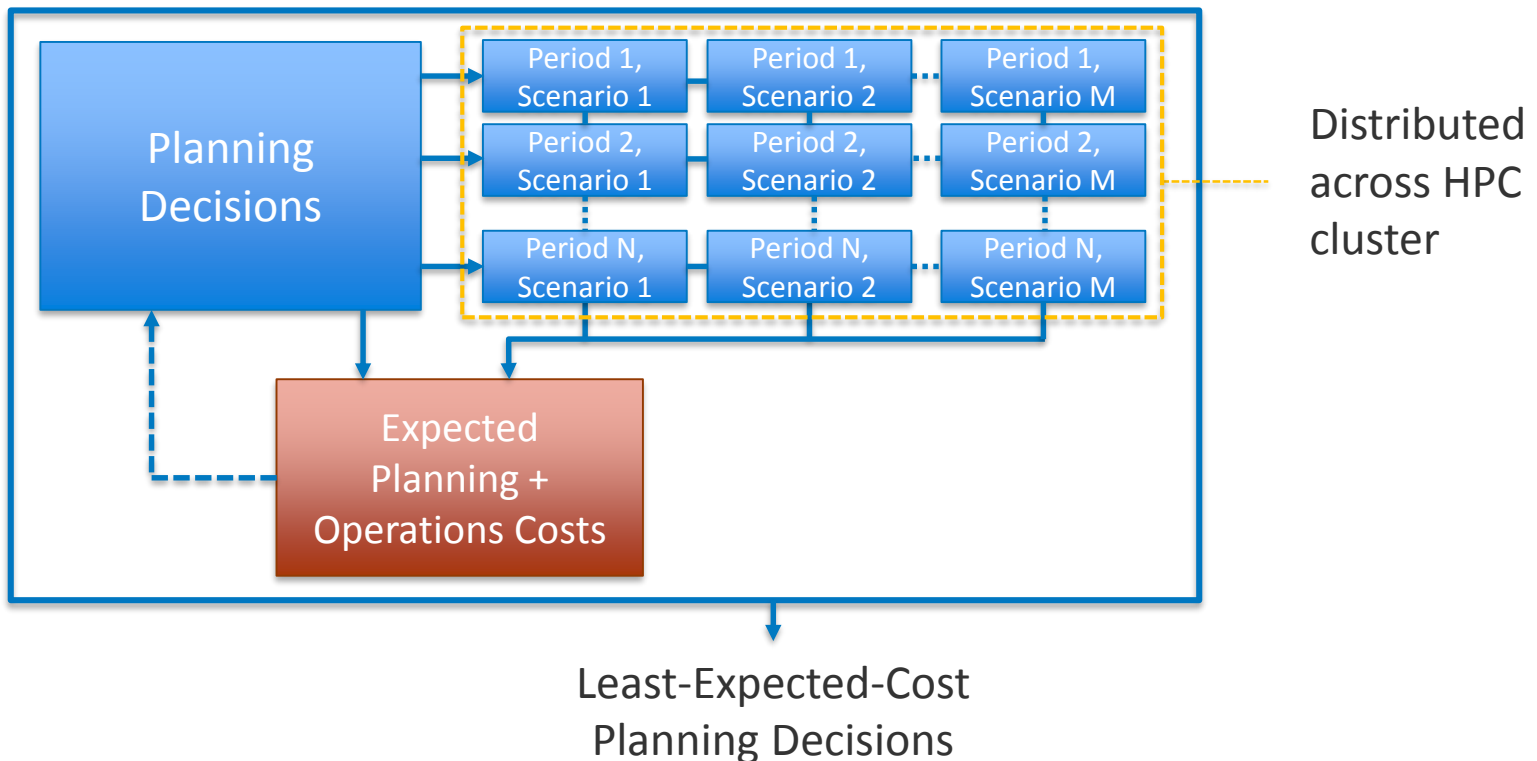 Planning
Decisions
Period 1,
Scenario 1
Period 1,
Scenario 2
Period 1,
Scenario M
Period 2,
Scenario 1
Period 2,
Scenario 2
Period 2,
Scenario M
Period N,
Scenario 1
Period N,
Scenario 2
Period N,
Scenario M
Distributed
across HPC
cluster
Expected
Planning +
Operations Costs
Least-Expected-Cost
Planning Decisions